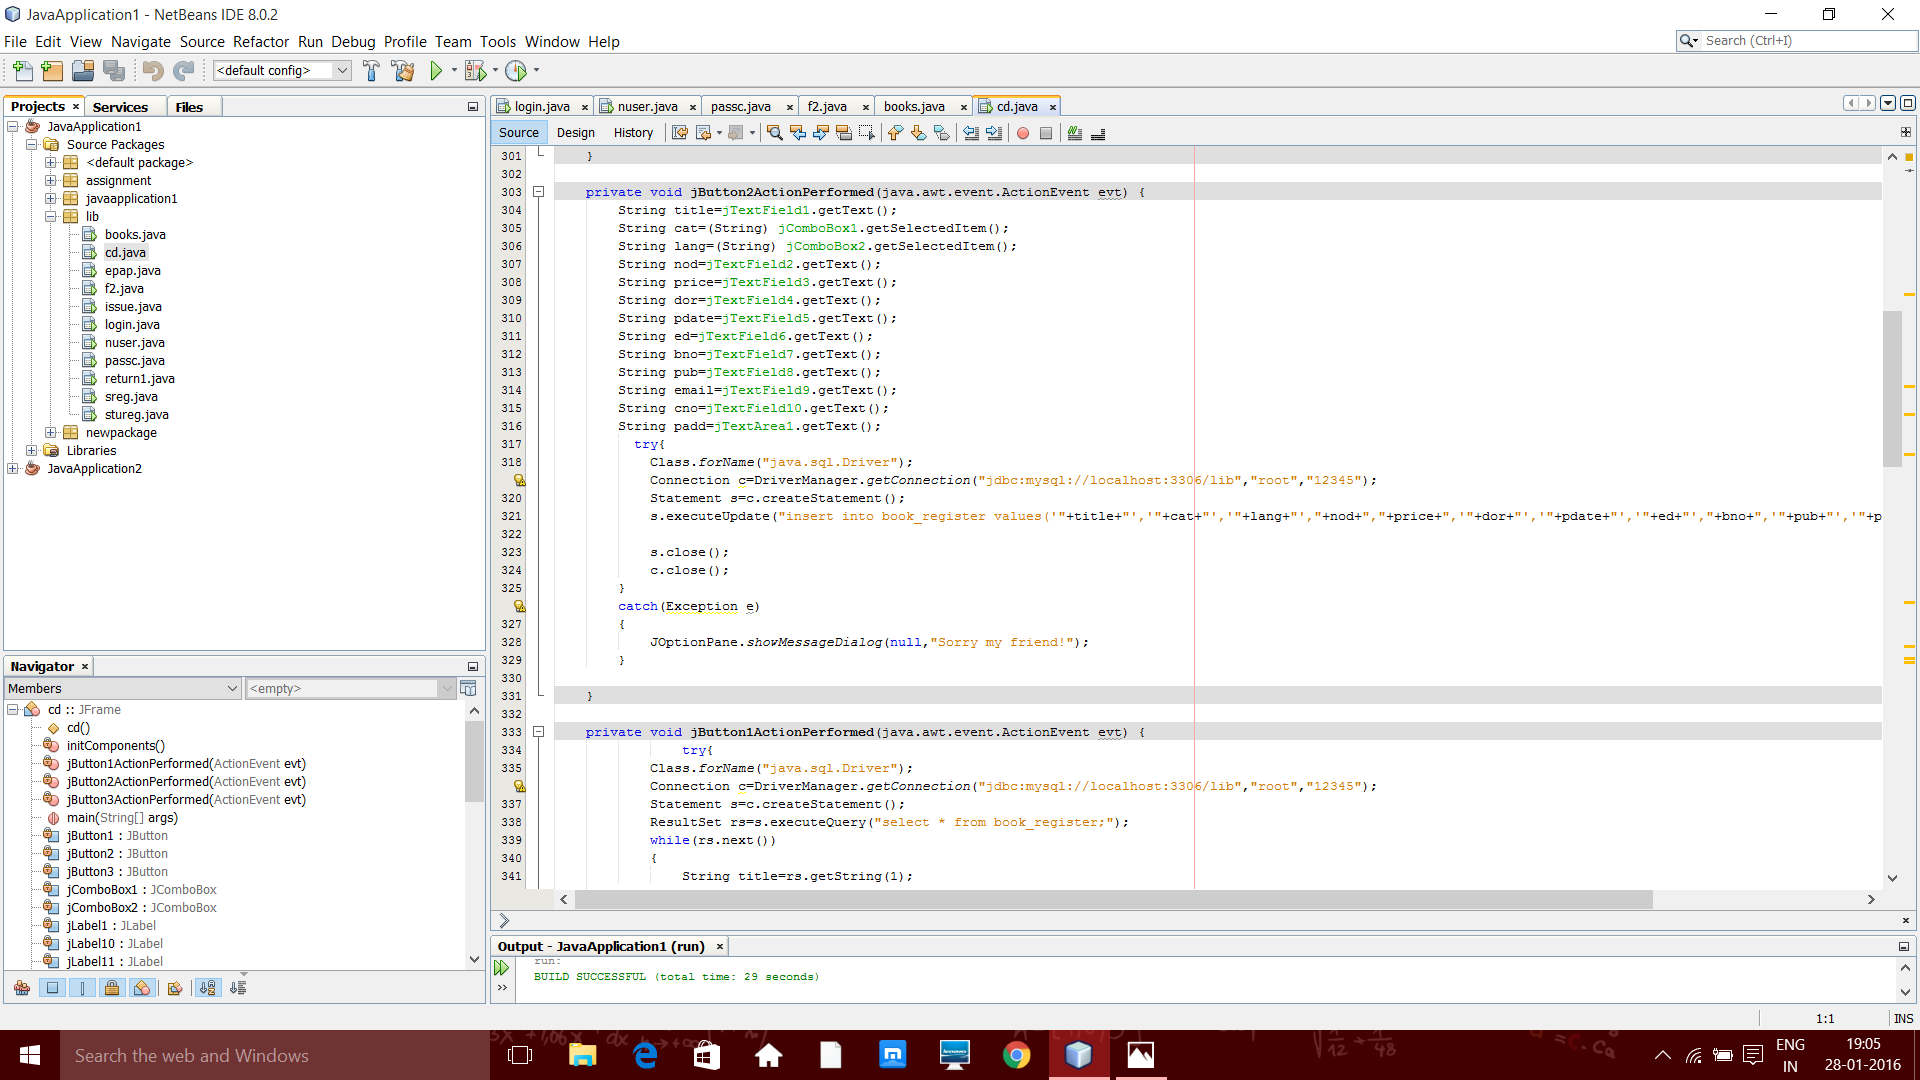 JavaApplication1 - NetBeans IDE 8.0.2
File Edit View Navigate Source Refactor Run Debug Profile Team Tools Window Help
Search (Ctrl+I)
<default config>
Projects × Services Files
JavaApplication1
Source Packages
<default package>
assignment
javaapplication1
lib
books.java
cd.java
epap.java
f2.java
issue.java
login.java
nuser.java
passc.java
return1.java
sreg.java
stureg.java
newpackage
Libraries
JavaApplication2
Navigator ×
Members <empty>
cd :: JFrame
cd()
initComponents()
jButton1ActionPerformed(ActionEvent evt)
jButton2ActionPerformed(ActionEvent evt)
jButton3ActionPerformed(ActionEvent evt)
main(String[] args)
jButton1 : JButton
jButton2 : JButton
jButton3 : JButton
jComboBox1 : JComboBox
jComboBox2 : JComboBox
jLabel1 : JLabel
jLabel10 : JLabel
jLabel11 : JLabel
login.java × nuser.java × passc.java × f2.java × books.java × cd.java ×
Source Design History
301 }
302
303 private void jButton2ActionPerformed(java.awt.event.ActionEvent evt) {
304 String title=jTextField1.getText();
305 String cat=(String) jComboBox1.getSelectedItem();
306 String lang=(String) jComboBox2.getSelectedItem();
307 String nod=jTextField2.getText();
308 String price=jTextField3.getText();
309 String dor=jTextField4.getText();
310 String pdate=jTextField5.getText();
311 String ed=jTextField6.getText();
312 String bno=jTextField7.getText();
313 String pub=jTextField8.getText();
314 String email=jTextField9.getText();
315 String cno=jTextField10.getText();
316 String padd=jTextArea1.getText();
317 try{
318 Class.forName("java.sql.Driver");
Connection c=DriverManager.getConnection("jdbc:mysql://localhost:3306/lib","root","12345");
320 Statement s=c.createStatement();
321 s.executeUpdate("insert into book_register values('"+title+"','"+cat+"','"+lang+"',"+nod+","+price+",'"+dor+"','"+pdate+"','"+ed+"',"+bno+",'"+pub+"','"+p
322
323 s.close();
324 c.close();
325 }
catch(Exception e)
327 {
328 JOptionPane.showMessageDialog(null,"Sorry my friend!");
329 }
330
331 }
332
333 private void jButton1ActionPerformed(java.awt.event.ActionEvent evt) {
334 try{
335 Class.forName("java.sql.Driver");
Connection c=DriverManager.getConnection("jdbc:mysql://localhost:3306/lib","root","12345");
337 Statement s=c.createStatement();
338 ResultSet rs=s.executeQuery("select * from book_register;");
339 while(rs.next())
340 {
341 String title=rs.getString(1);
Output - JavaApplication1 (run) ×
run:
BUILD SUCCESSFUL (total time: 29 seconds)
1:1 INS
Search the web and Windows
ENG
IN
19:05
28-01-2016